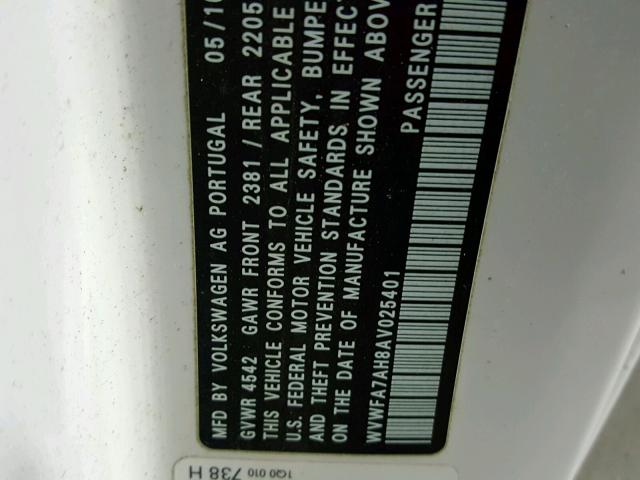 MFD BY VOLKSWAGEN AG PORTUGAL 05/10
GVWR 4542 GAWR FRONT 2381 / REAR 2205
THIS VEHICLE CONFORMS TO ALL APPLICABLE
U.S. FEDERAL MOTOR VEHICLE SAFETY, BUMPE
AND THEFT PREVENTION STANDARDS IN EFFECT
ON THE DATE OF MANUFACTURE SHOWN ABOV
PASSENGER
WVWFA7AH8AV025401
1Q0 010 738 H